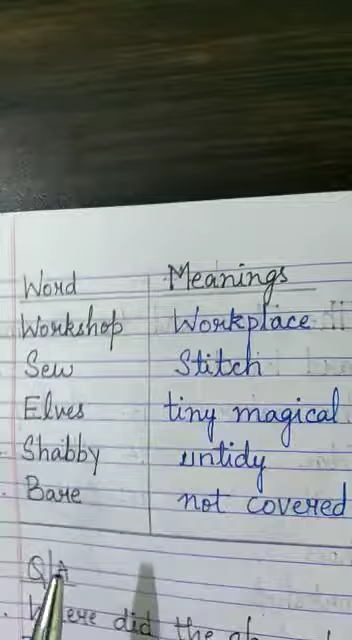 Word Meanings
Workshop Workplace
Sew Stitch
Elves tiny magical
Shabby untidy
Bare not covered
Q/A
Where did the